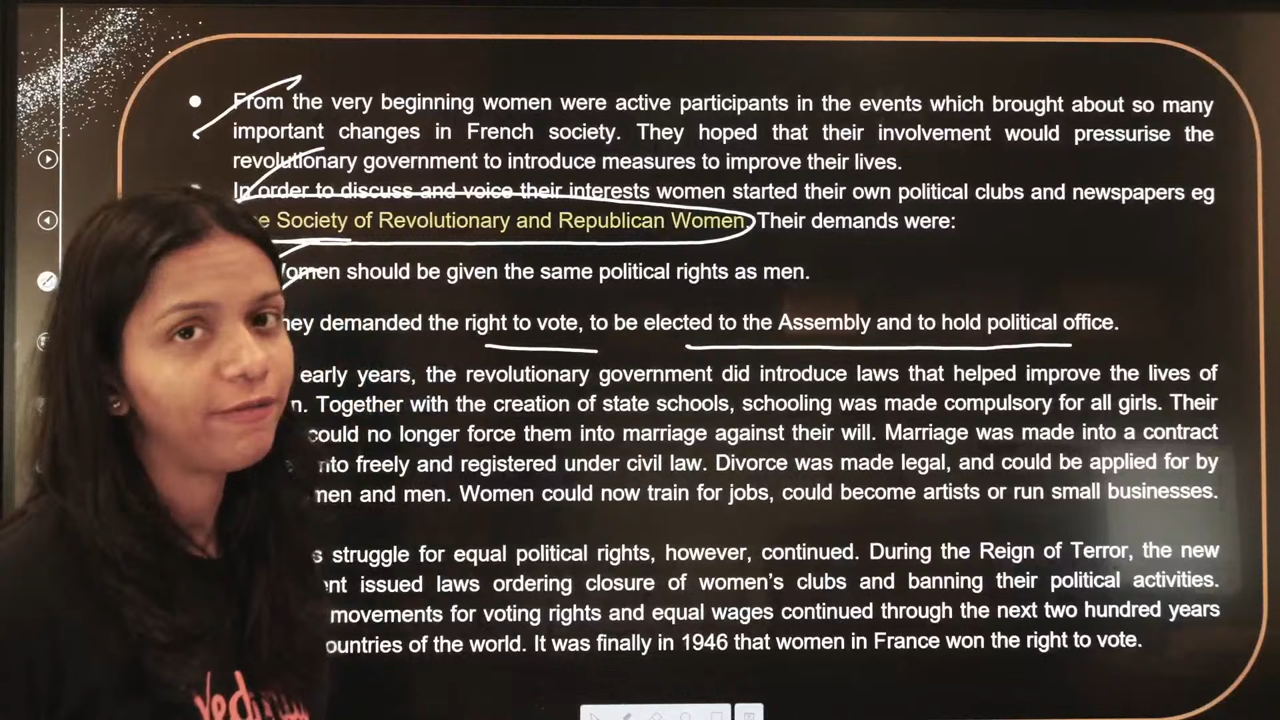 From the very beginning women were active participants in the events which brought about so many
important changes in French society. They hoped that their involvement would pressurise the
revolutionary government to introduce measures to improve their lives.
In order to discuss and voice their interests women started their own political clubs and newspapers eg
Society of Revolutionary and Republican Women. Their demands were:
Women should be given the same political rights as men.
demanded the right to vote, to be elected to the Assembly and to hold political office.
early years, the revolutionary government did introduce laws that helped improve the lives of
Together with the creation of state schools, schooling was made compulsory for all girls. Their
could no longer force them into marriage against their will. Marriage was made into a contract
into freely and registered under civil law. Divorce was made legal, and could be applied for by
men and men. Women could now train for jobs, could become artists or run small businesses.
struggle for equal political rights, however, continued. During the Reign of Terror, the new
issued laws ordering closure of women's clubs and banning their political activities.
movements for voting rights and equal wages continued through the next two hundred years
of the world. It was finally in 1946 that women in France won the right to vote.